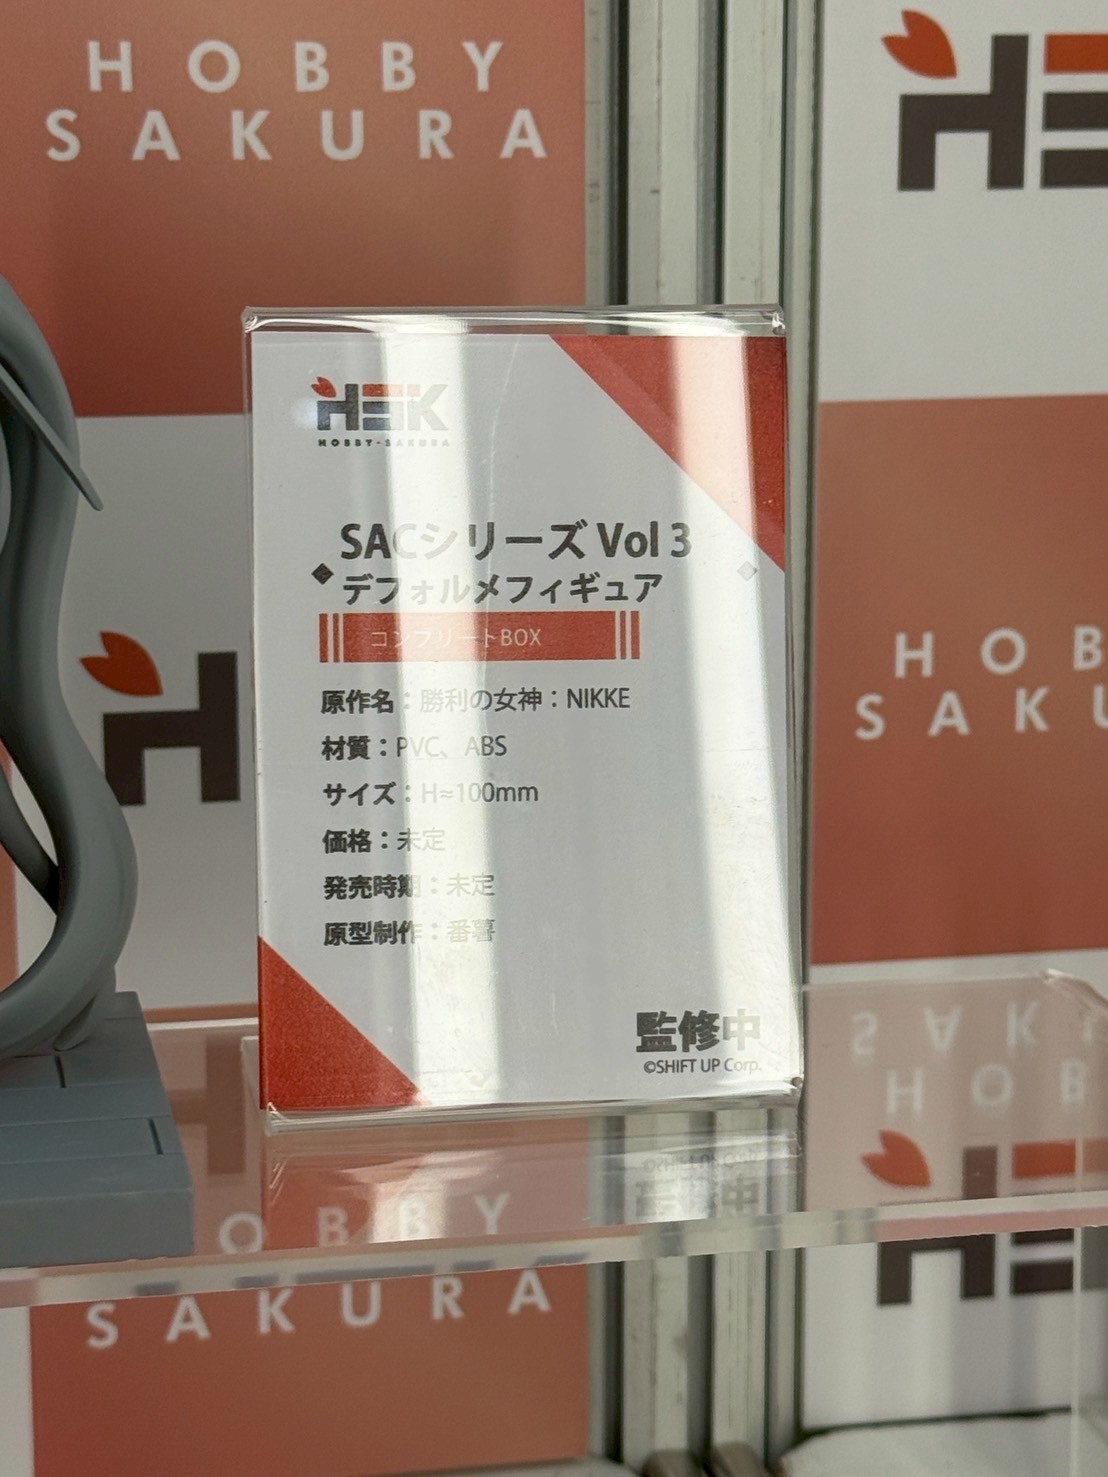 HOBBY
SAKURA
HSK
HOBBY-SAKURA
SACシリーズ Vol 3
デフォルメフィギュア
コンプリートBOX
原作名：勝利の女神：NIKKE
材質：PVC、ABS
サイズ：H≈100mm
価格：未定
発売時期：未定
原型制作：番薯
監修中
©SHIFT UP Corp.
HOB
SAKU
OBBY
SAKURA